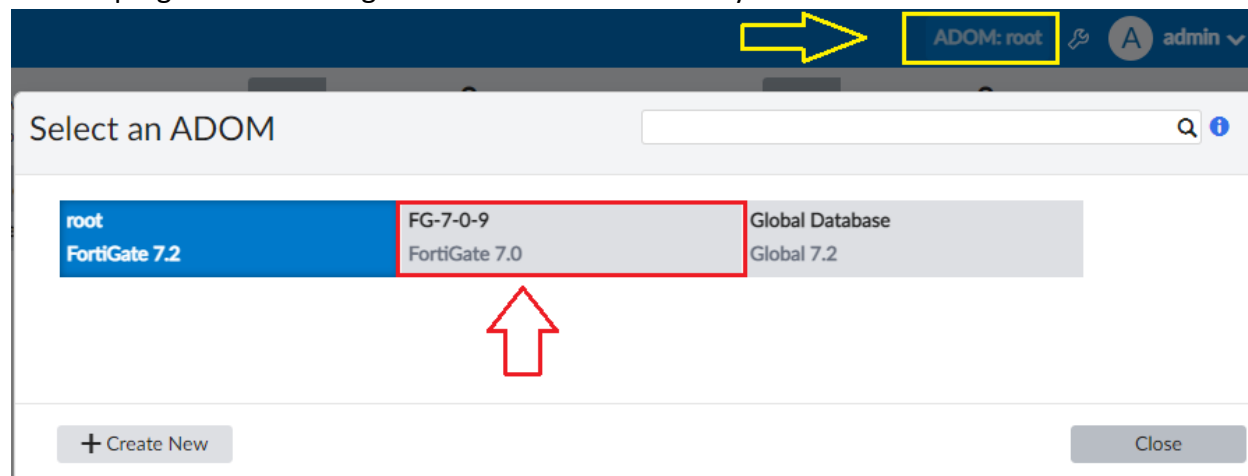 ADOM: root A admin
Select an ADOM
root FG-7-0-9 Global Database
FortiGate 7.2 FortiGate 7.0 Global 7.2
+ Create New Close